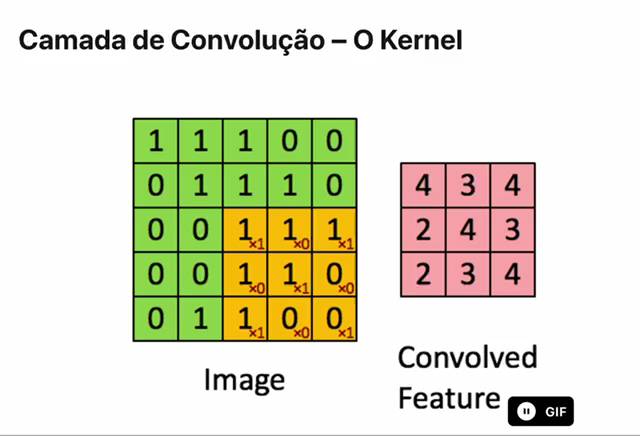 Camada de Convolução – O Kernel
1 1 1 0 0
0 1 1 1 0
0 0 1×1 1×0 1×1
0 0 1×0 1×1 0×0
0 1 1×1 0×0 0×1
Image
4 3 4
2 4 3
2 3 4
Convolved
Feature
GIF